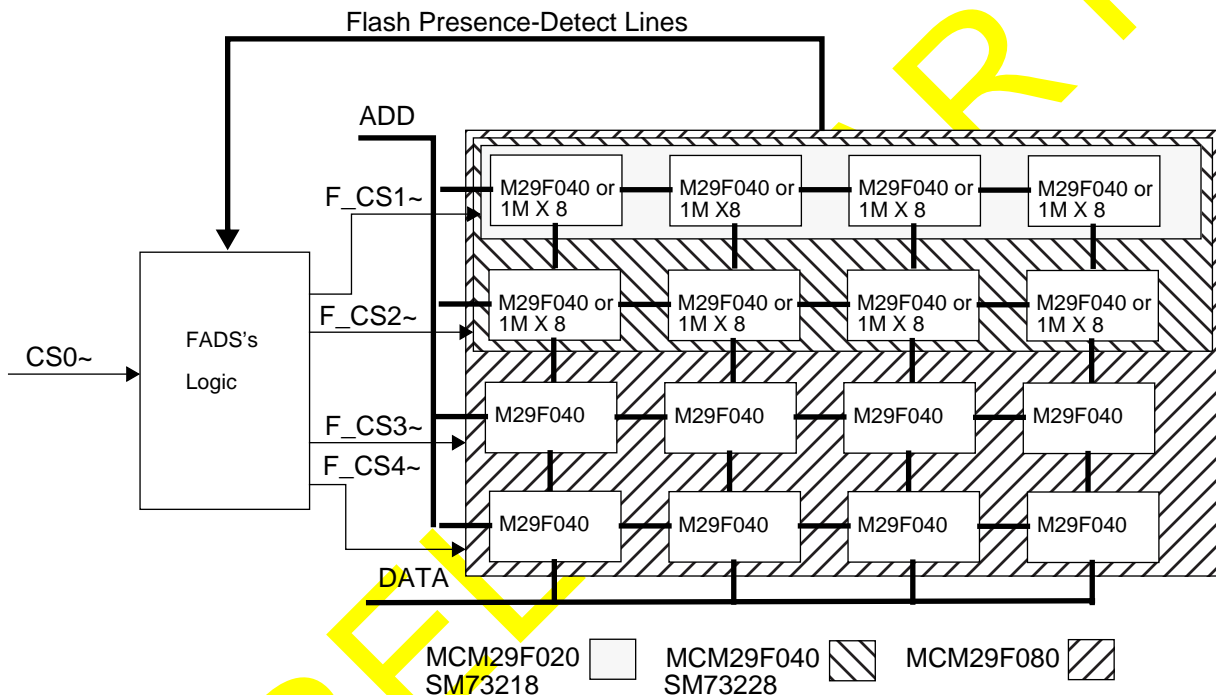 Flash Presence-Detect Lines
ADD
F_CS1~
F_CS2~
F_CS3~
F_CS4~
CS0~
FADS's
Logic
M29F040 or
1M X 8
M29F040 or
1M X8
M29F040 or
1M X 8
M29F040 or
1M X 8
M29F040 or
1M X 8
M29F040 or
1M X 8
M29F040 or
1M X 8
M29F040 or
1M X 8
M29F040
M29F040
M29F040
M29F040
M29F040
M29F040
M29F040
M29F040
DATA
MCM29F020
SM73218
MCM29F040
SM73228
MCM29F080